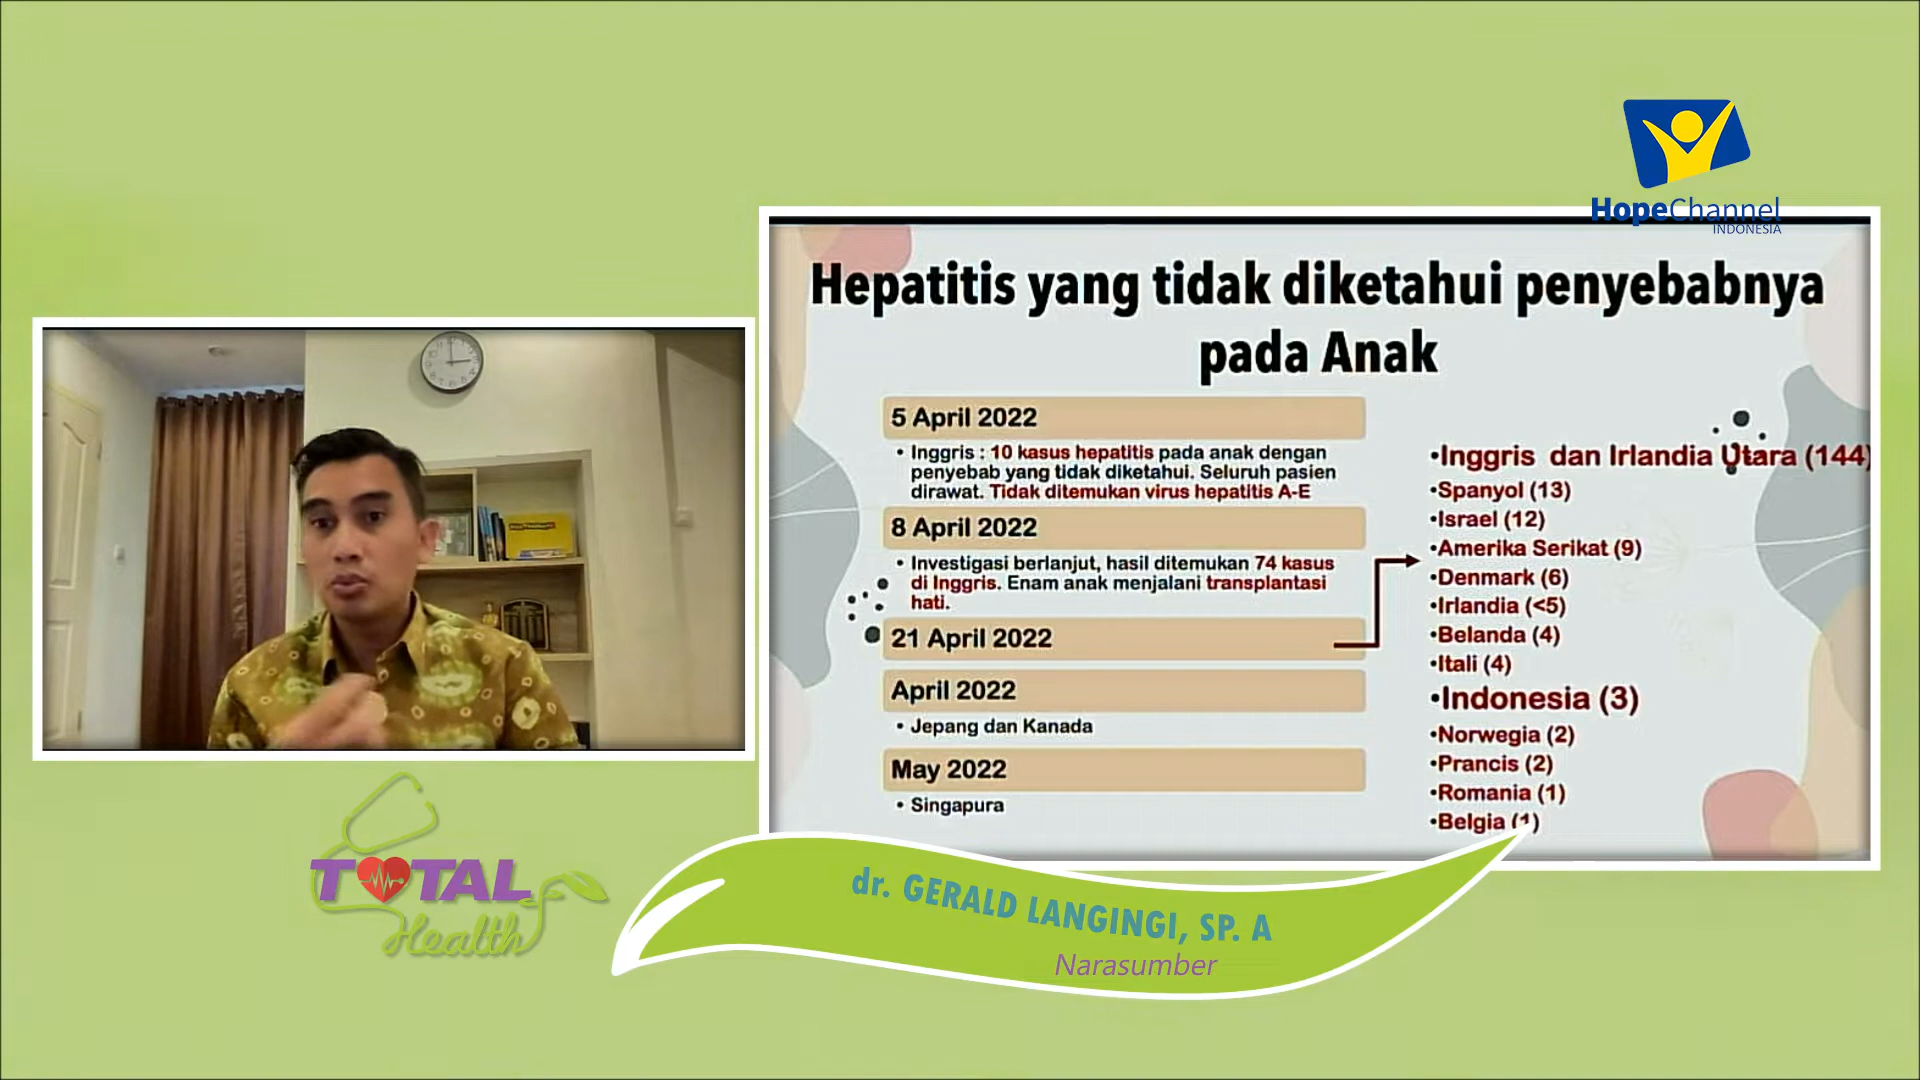 HopeChannel
INDONESIA
Hepatitis yang tidak diketahui penyebabnya
pada Anak
5 April 2022
• Inggris : 10 kasus hepatitis pada anak dengan
penyebab yang tidak diketahui. Seluruh pasien
dirawat. Tidak ditemukan virus hepatitis A-E
8 April 2022
• Investigasi berlanjut, hasil ditemukan 74 kasus
di Inggris. Enam anak menjalani transplantasi
hati.
21 April 2022
April 2022
• Jepang dan Kanada
May 2022
• Singapura
•Inggris dan Irlandia Utara (144)
•Spanyol (13)
•Israel (12)
•Amerika Serikat (9)
•Denmark (6)
•Irlandia (<5)
•Belanda (4)
•Itali (4)
•Indonesia (3)
•Norwegia (2)
•Prancis (2)
•Romania (1)
•Belgia (1)
TOTAL
Health
dr. GERALD LANGINGI, SP. A
Narasumber